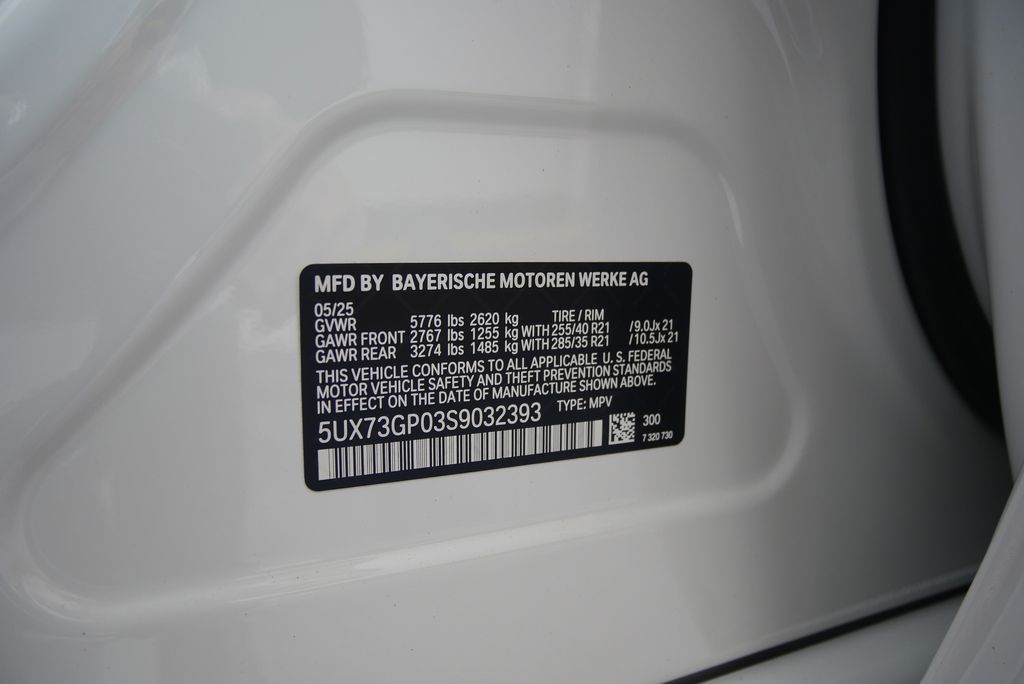 MFD BY BAYERISCHE MOTOREN WERKE AG
05/25
GVWR 5776 lbs 2620 kg TIRE / RIM
GAWR FRONT 2767 lbs 1255 kg WITH 255/40 R21 /9.0Jx 21
GAWR REAR 3274 lbs 1485 kg WITH 285/35 R21 /10.5Jx 21
THIS VEHICLE CONFORMS TO ALL APPLICABLE U. S. FEDERAL
MOTOR VEHICLE SAFETY AND THEFT PREVENTION STANDARDS
IN EFFECT ON THE DATE OF MANUFACTURE SHOWN ABOVE.
5UX73GP03S9032393 TYPE: MPV
300
7 320 730